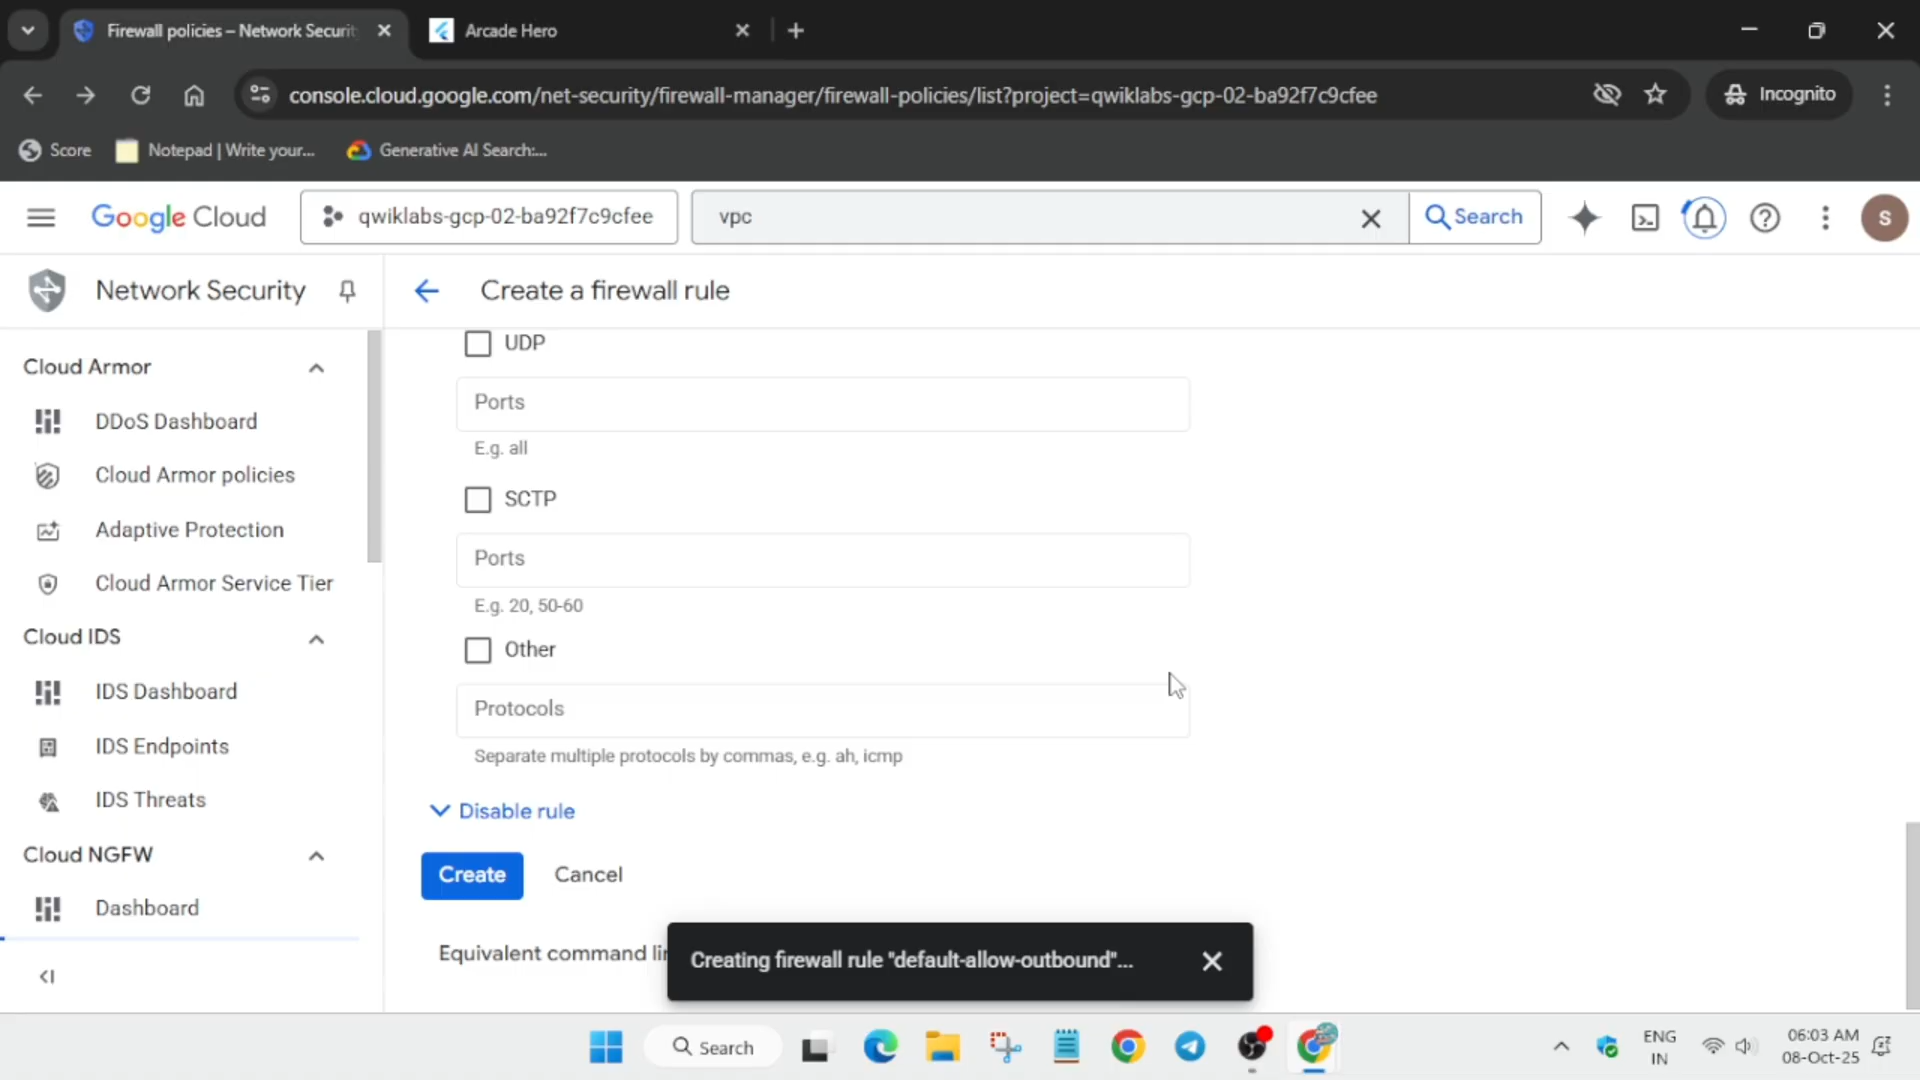 Firewall policies – Network Securit
Arcade Hero
console.cloud.google.com/net-security/firewall-manager/firewall-policies/list?project=qwiklabs-gcp-02-ba92f7c9cfee
Incognito
Score
Notepad | Write your...
Generative AI Search:...
Google Cloud
qwiklabs-gcp-02-ba92f7c9cfee
vpc
Search
S
Network Security
Create a firewall rule
Cloud Armor
DDoS Dashboard
Cloud Armor policies
Adaptive Protection
Cloud Armor Service Tier
Cloud IDS
IDS Dashboard
IDS Endpoints
IDS Threats
Cloud NGFW
Dashboard
UDP
Ports
E.g. all
SCTP
Ports
E.g. 20, 50-60
Other
Protocols
Separate multiple protocols by commas, e.g. ah, icmp
Disable rule
Create
Cancel
Equivalent command li
Creating firewall rule "default-allow-outbound"...
Search
ENG
IN
06:03 AM
08-Oct-25